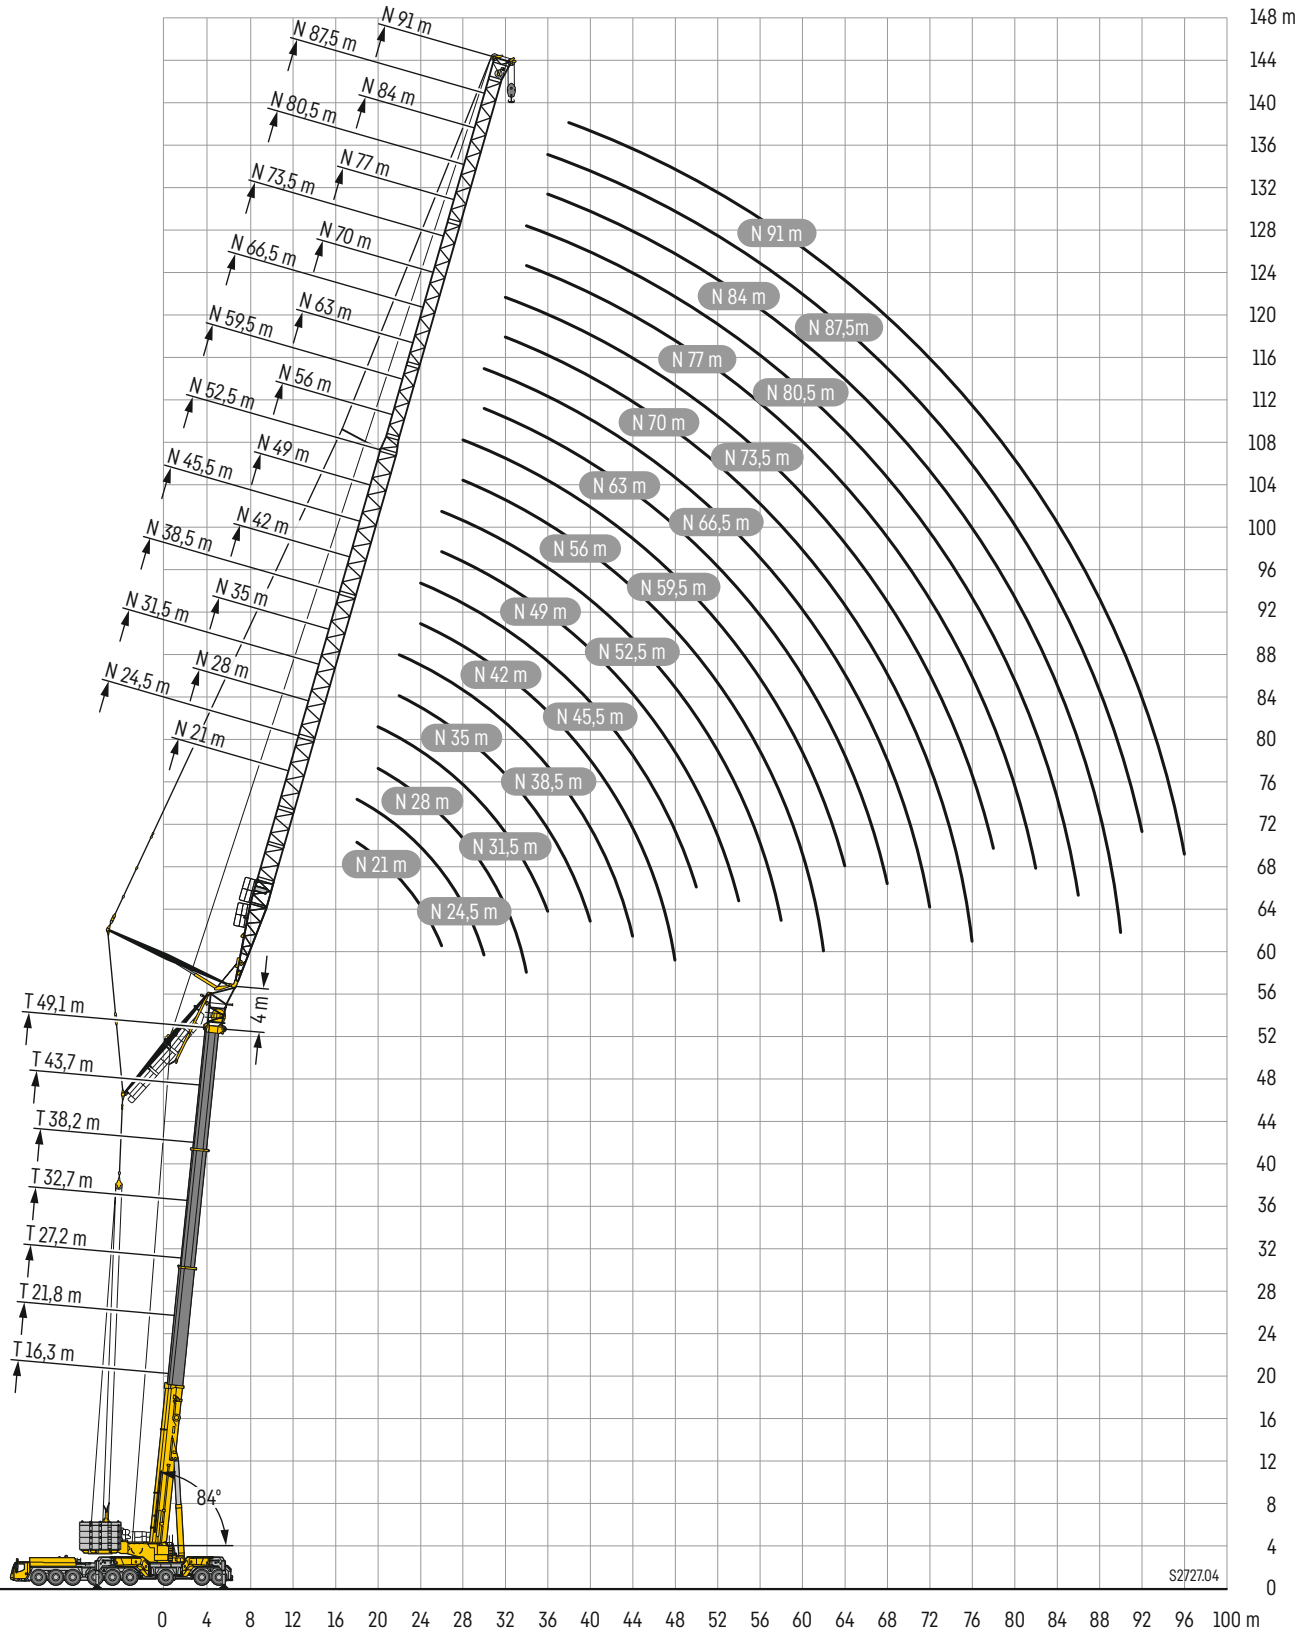 148 m
N 91 m
N 87,5 m
144
N 84 m
140
N 80,5 m
136
N 77 m
132
N 73,5 m
128
N 70 m
N 91 m
N 66,5 m
124
N 84 m
120
N 63 m
N 87,5m
N 59,5 m
116
N 77 m
N 56 m
112
N 80,5 m
N 52,5 m
108
N 70 m
N 49 m
N 73,5 m
N 45,5 m
104
N 63 m
100
N 42 m
N 66,5 m
N 38,5 m
N 56 m
96
N 35 m
N 59,5 m
92
N 31,5 m
N 49 m
88
N 28 m
N 52,5 m
N 24,5 m
N 42 m
84
N 45,5 m
80
N 21 m
N 35 m
76
N 38,5 m
72
N 28 m
N 31,5 m
68
N 21 m
64
N 24,5 m
60
56
T 49,1 m
4 m
52
T 43,7 m
48
T 38,2 m
44
40
T 32,7 m
36
T 27,2 m
32
T 21,8 m
28
24
T 16,3 m
20
16
12
84°
8
4
S2727.04
0
0 4 8 12 16 20 24 28 32 36 40 44 48 52 56 60 64 68 72 76 80 84 88 92 96 100 m